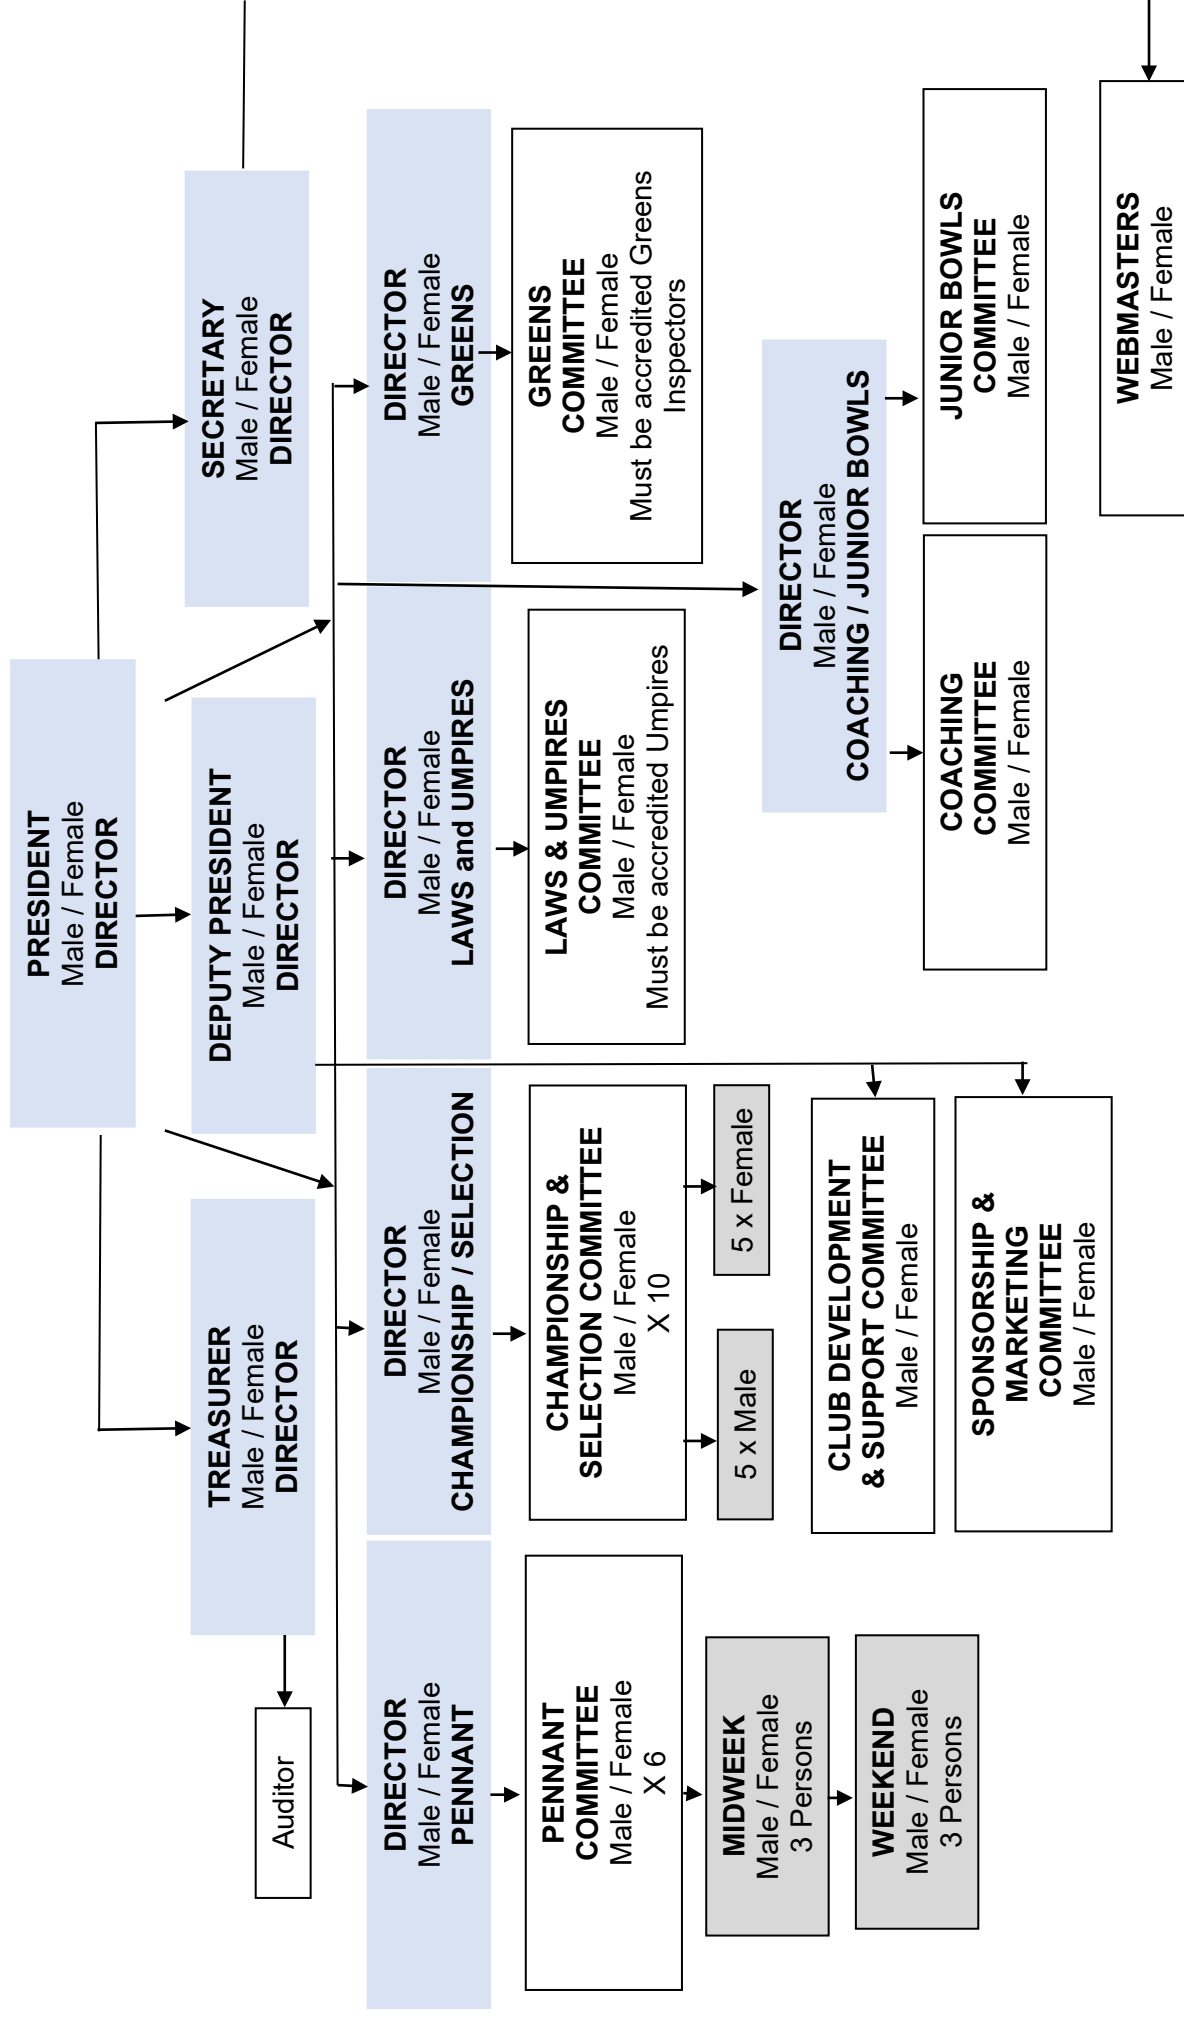 PRESIDENT
Male / Female
DIRECTOR
TREASURER
Male / Female
DIRECTOR
DEPUTY PRESIDENT
Male / Female
DIRECTOR
SECRETARY
Male / Female
DIRECTOR
Auditor
DIRECTOR
Male / Female
PENNANT
DIRECTOR
Male / Female
CHAMPIONSHIP / SELECTION
DIRECTOR
Male / Female
LAWS and UMPIRES
DIRECTOR
Male / Female
GREENS
PENNANT
COMMITTEE
Male / Female
X 6
CHAMPIONSHIP &
SELECTION COMMITTEE
Male / Female
X 10
LAWS & UMPIRES
COMMITTEE
Male / Female
Must be accredited Umpires
GREENS
COMMITTEE
Male / Female
Must be accredited Greens
Inspectors
MIDWEEK
Male / Female
3 Persons
5 x Male
5 x Female
DIRECTOR
Male / Female
COACHING / JUNIOR BOWLS
WEEKEND
Male / Female
3 Persons
CLUB DEVELOPMENT
& SUPPORT COMMITTEE
Male / Female
COACHING
COMMITTEE
Male / Female
JUNIOR BOWLS
COMMITTEE
Male / Female
SPONSORSHIP &
MARKETING
COMMITTEE
Male / Female
WEBMASTERS
Male / Female